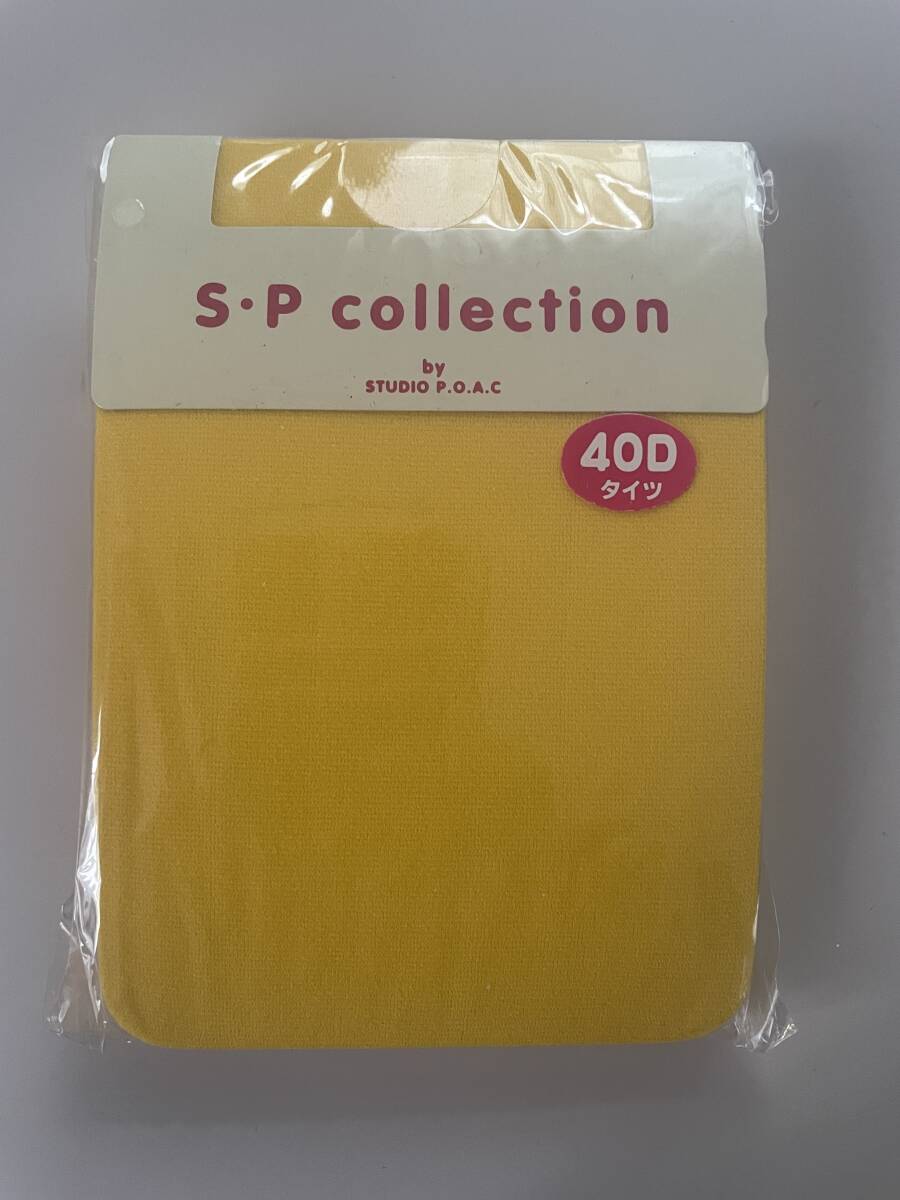 S·P collection
by
STUDIO P.O.A.C
40D
タイツ